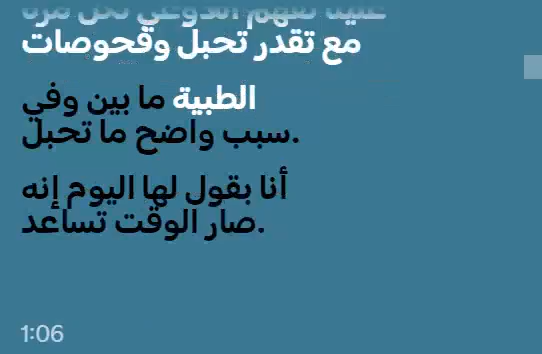 مع تقدر تحبل وفحوصات
الطبية ما بين وفي
سبب واضح ما تحبل.
أنا بقول لها اليوم إنه
صار الوقت تساعد.
1:06